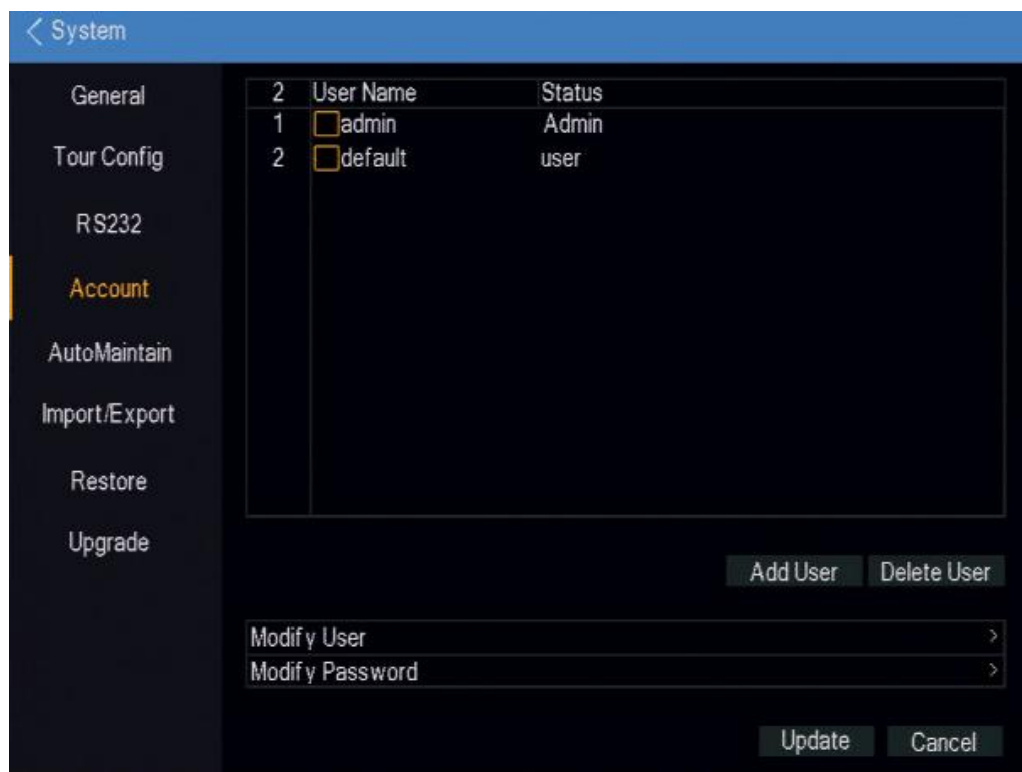 < System
General
Tour Config
RS232
Account
AutoMaintain
Import/Export
Restore
Upgrade
2 User Name Status
1 admin Admin
2 default user
Add User Delete User
Modify User >
Modify Password >
Update Cancel